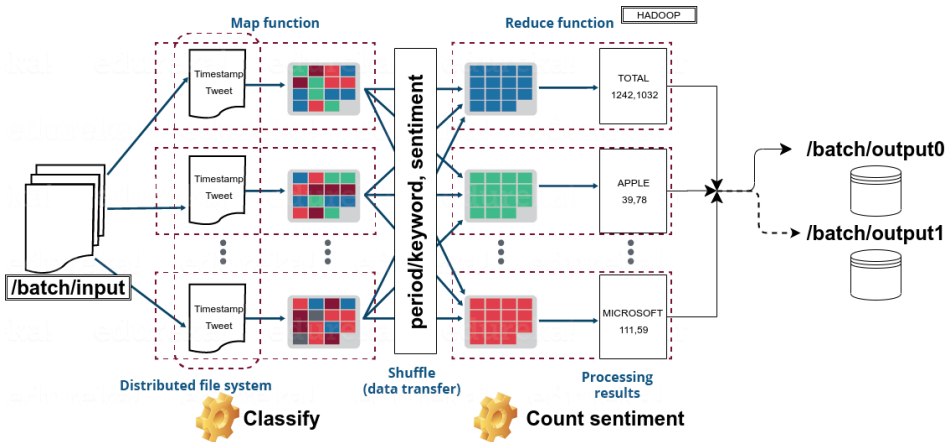 Map function
Reduce function
HADOOP
Timestamp
Tweet
TOTAL
1242,1032
/batch/output0
Timestamp
Tweet
period/keyword, sentiment
APPLE
39,78
/batch/output1
/batch/input
Timestamp
Tweet
MICROSOFT
111,59
Distributed file system
Shuffle
(data transfer)
Processing
results
Classify
Count sentiment